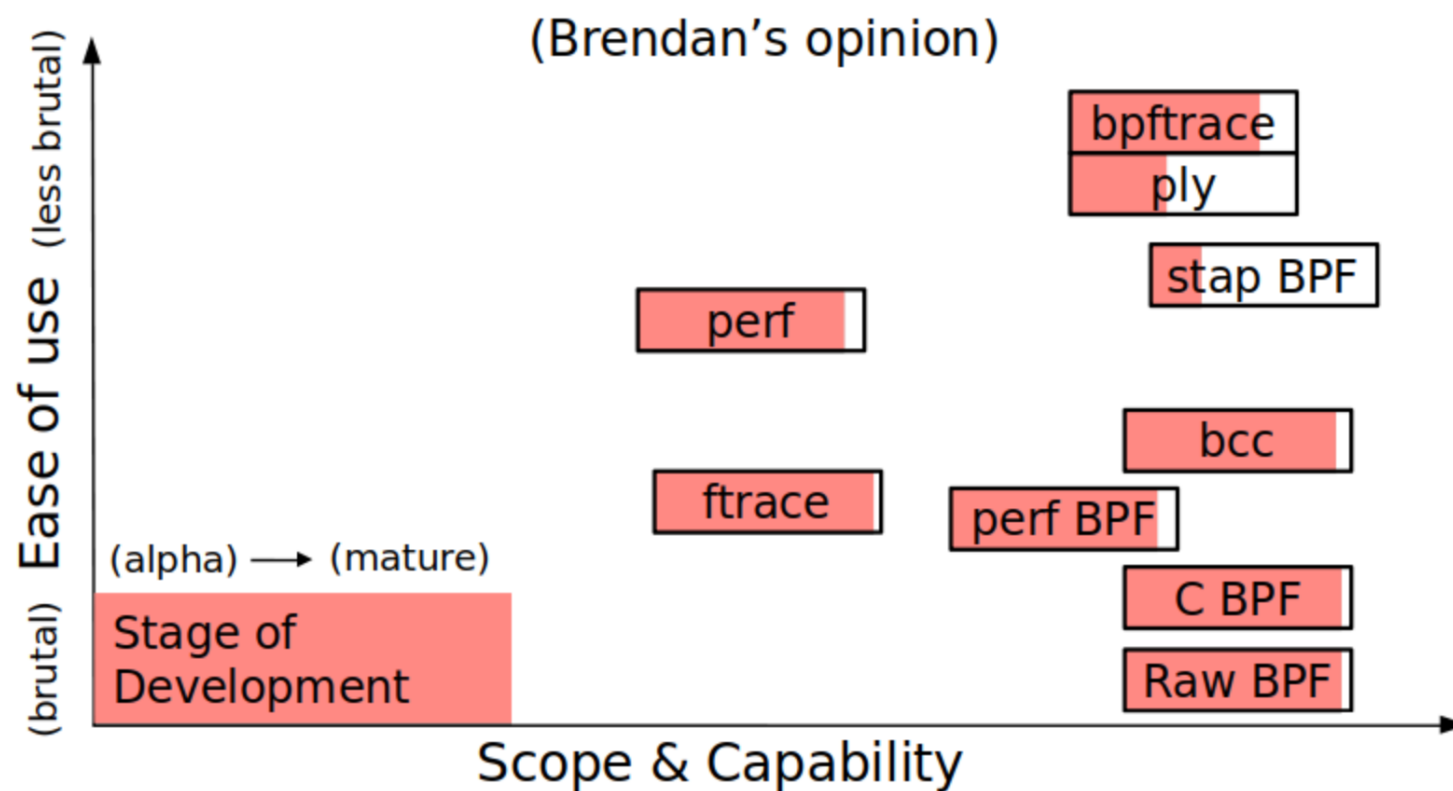 (Brendan’s opinion)
(less brutal)
Ease of use
(brutal)
bpftrace
ply
stap BPF
perf
bcc
ftrace
perf BPF
(alpha) → (mature)
C BPF
Stage of
Development
Raw BPF
Scope & Capability